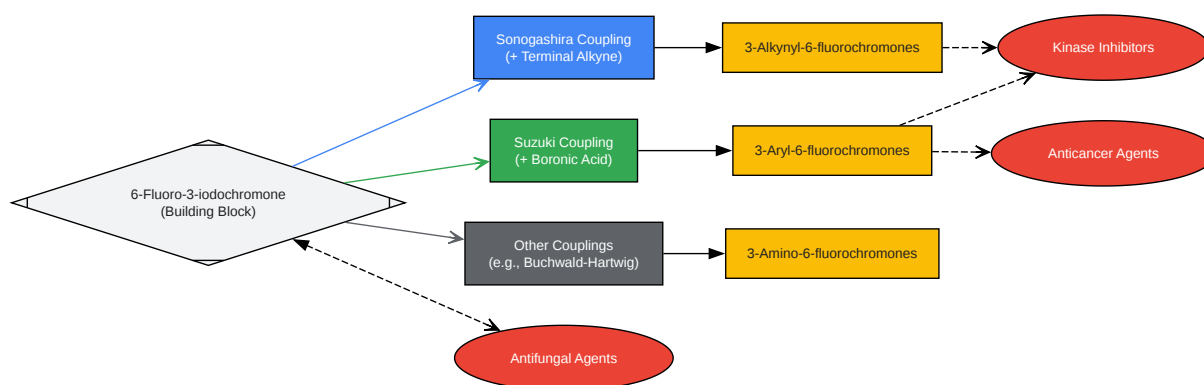 Sonogashira Coupling
(+ Terminal Alkyne)
3-Alkynyl-6-fluorochromones
Kinase Inhibitors
Suzuki Coupling
(+ Boronic Acid)
3-Aryl-6-fluorochromones
Anticancer Agents
6-Fluoro-3-iodochromone
(Building Block)
Other Couplings
(e.g., Buchwald-Hartwig)
3-Amino-6-fluorochromones
Antifungal Agents